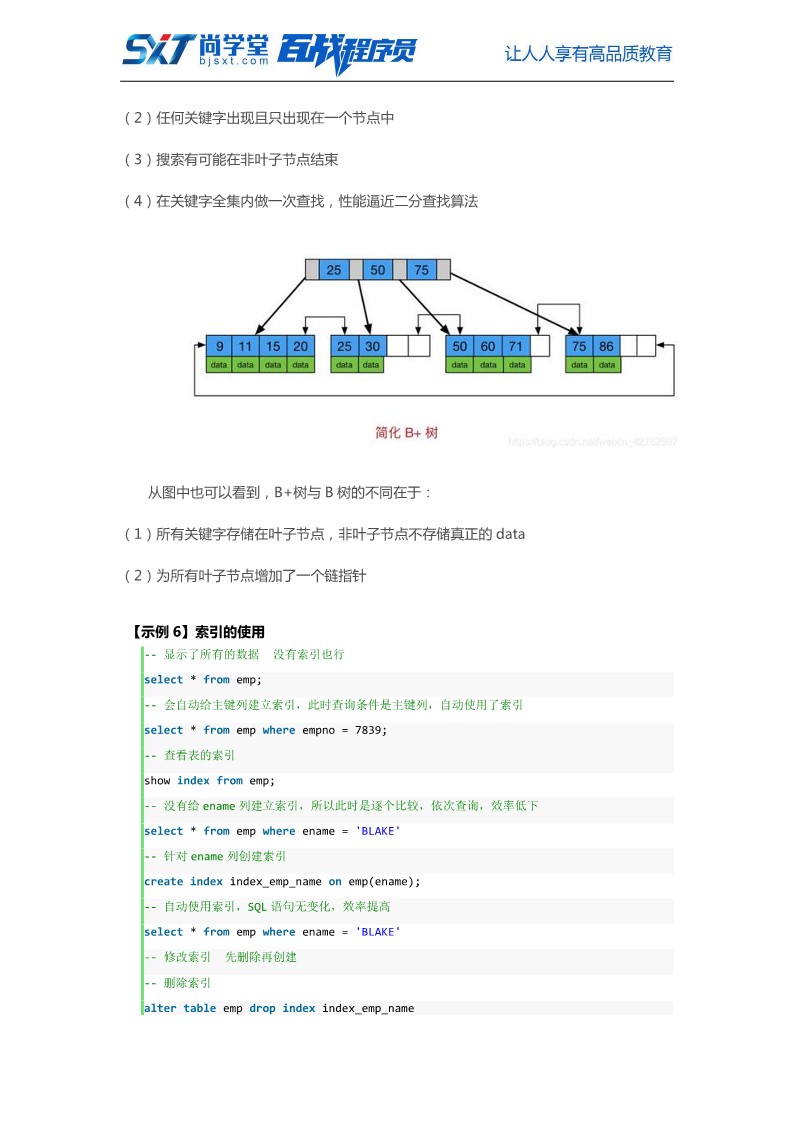 SXT 尚学堂 百战程序员
bjsxt.com
让人人享有高品质教育
（2）任何关键字出现且只出现在一个节点中
（3）搜索有可能在非叶子节点结束
（4）在关键字全集内做一次查找，性能逼近二分查找算法
25 50 75
9 11 15 20 25 30 50 60 71 75 86
data data data data data data data data data data data
简化 B+ 树
https://blog.csdn.net/weixin_42762997
从图中也可以看到，B+树与 B 树的不同在于：
（1）所有关键字存储在叶子节点，非叶子节点不存储真正的 data
（2）为所有叶子节点增加了一个链指针
【示例 6】索引的使用
-- 显示了所有的数据 没有索引也行
select * from emp;
-- 会自动给主键列建立索引，此时查询条件是主键列，自动使用了索引
select * from emp where empno = 7839;
-- 查看表的索引
show index from emp;
-- 没有给 ename 列建立索引，所以此时是逐个比较，依次查询，效率低下
select * from emp where ename = 'BLAKE'
-- 针对 ename 列创建索引
create index index_emp_name on emp(ename);
-- 自动使用索引，SQL 语句无变化，效率提高
select * from emp where ename = 'BLAKE'
-- 修改索引 先删除再创建
-- 删除索引
alter table emp drop index index_emp_name